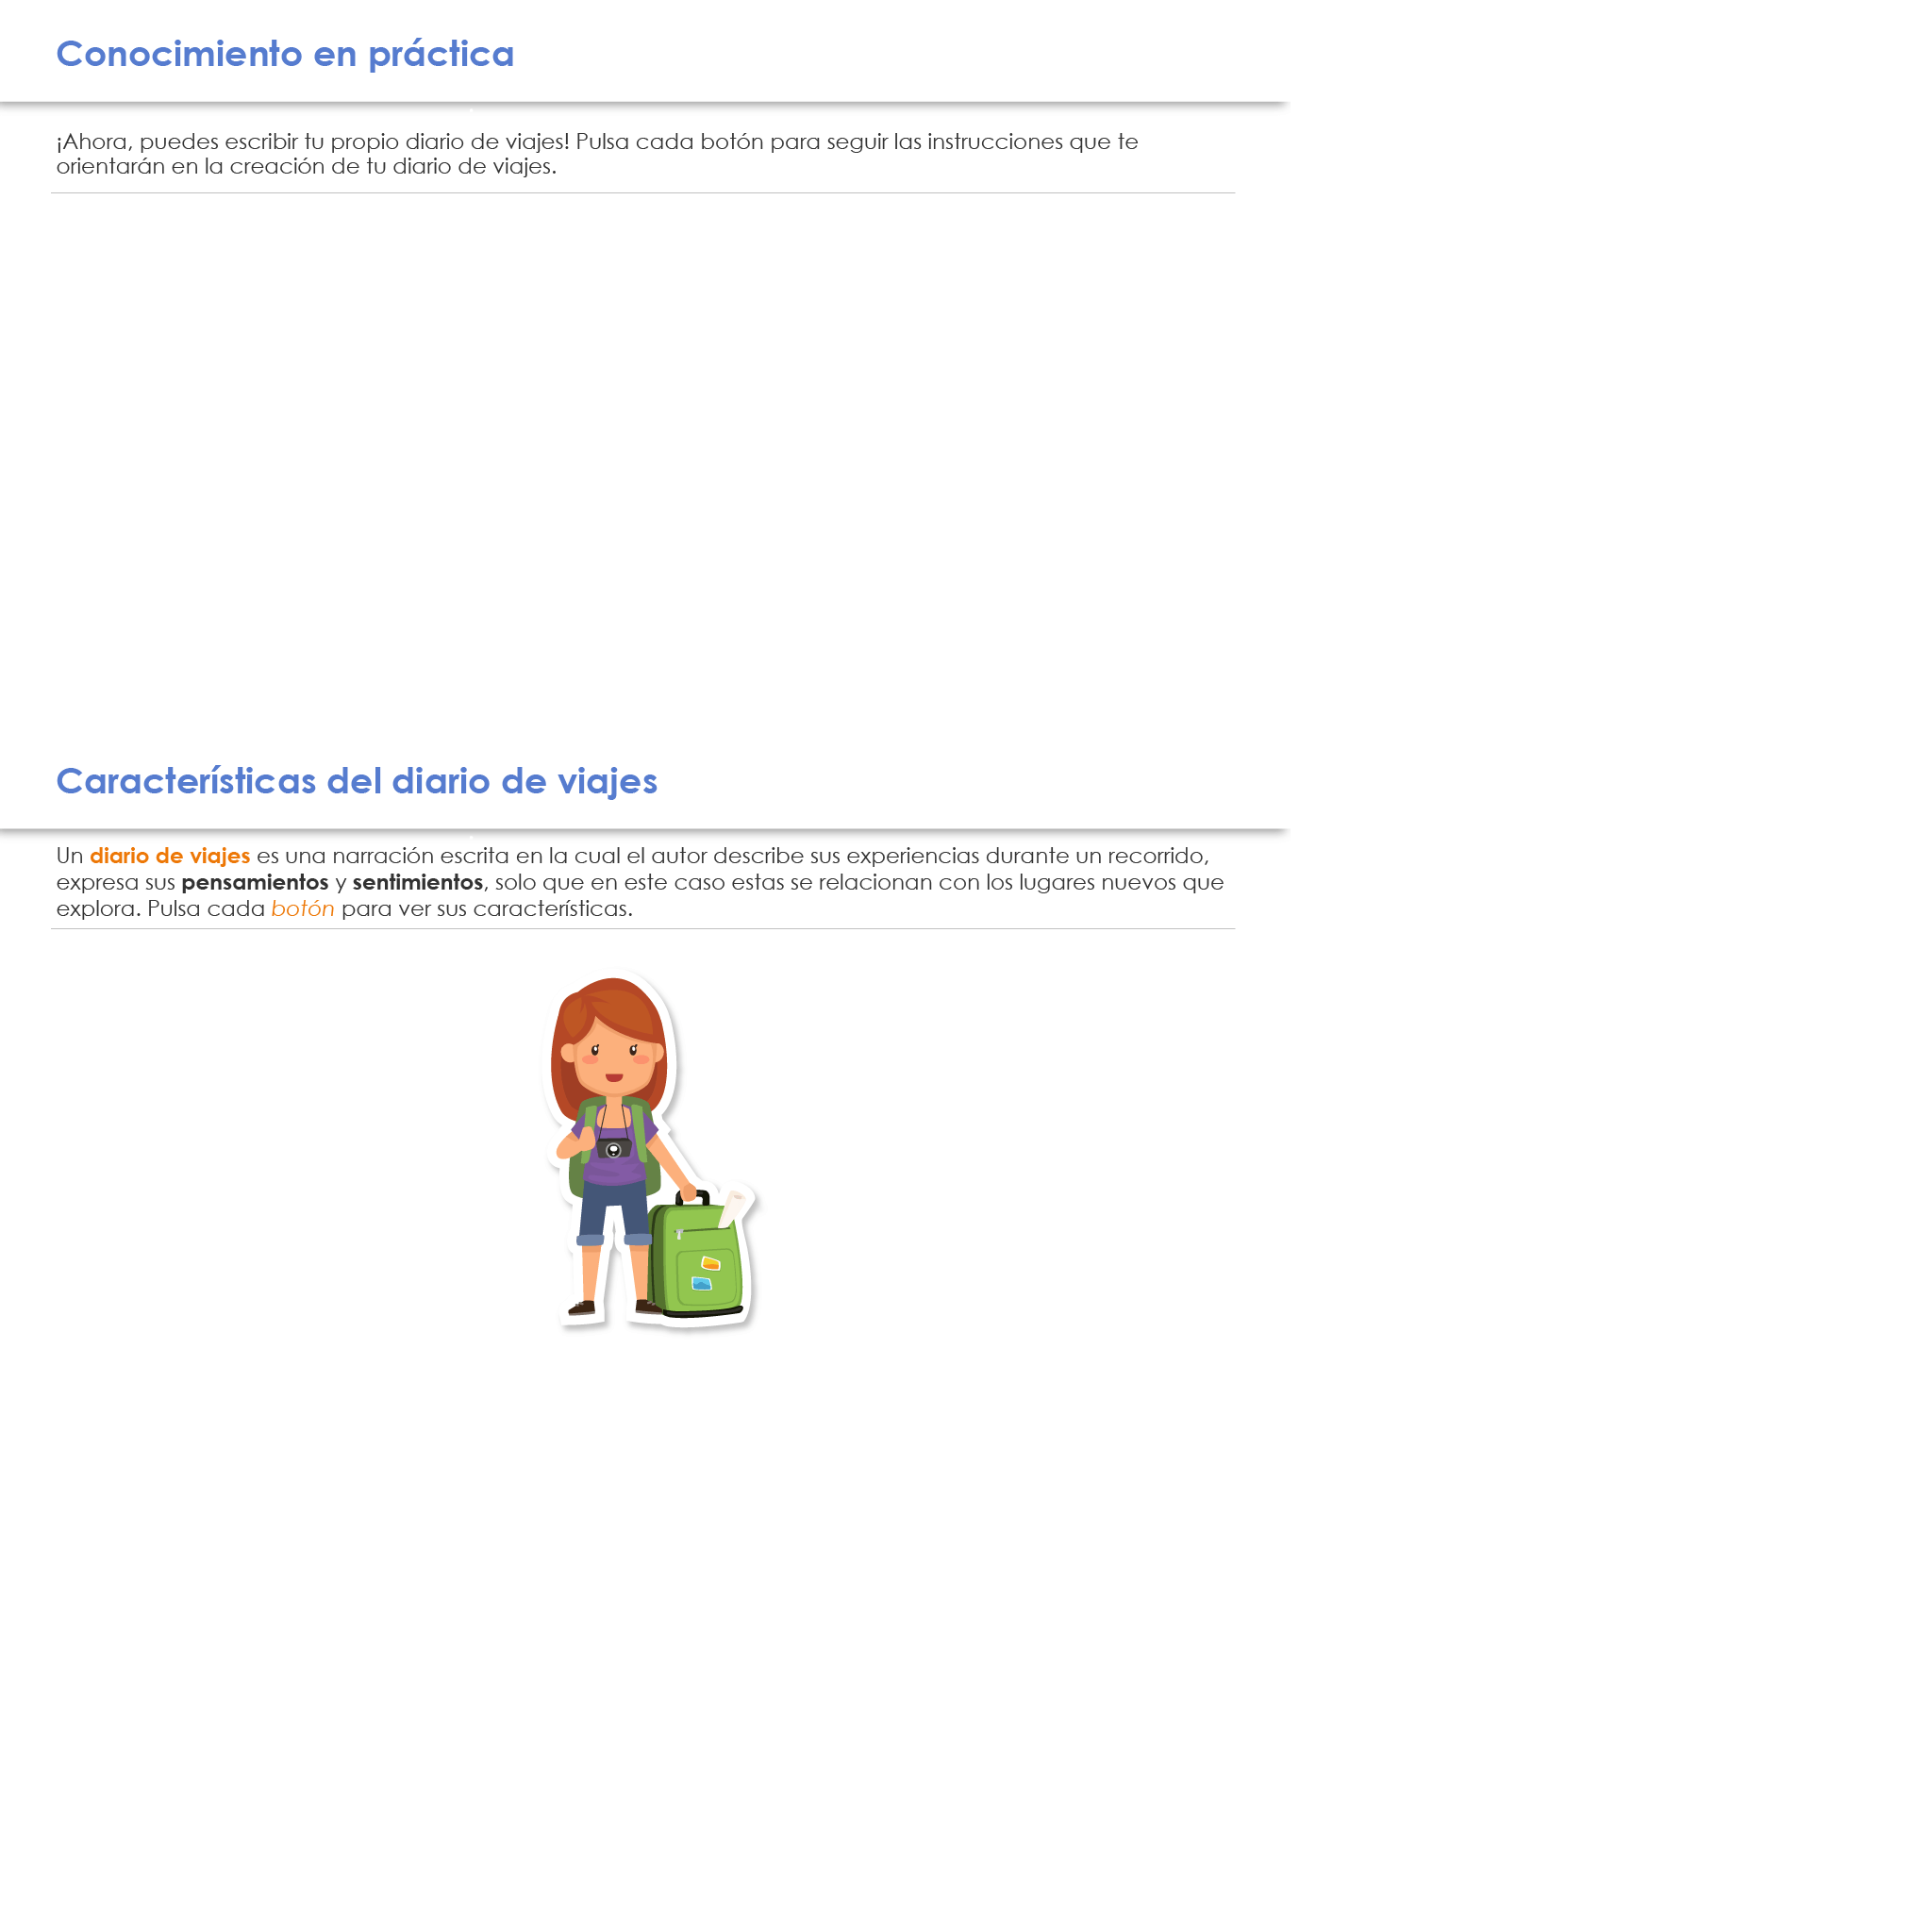 Conocimiento en práctica
¡Ahora, puedes escribir tu propio diario de viajes! Pulsa cada botón para seguir las instrucciones que te
orientarán en la creación de tu diario de viajes.
Características del diario de viajes
Un diario de viajes es una narración escrita en la cual el autor describe sus experiencias durante un recorrido,
expresa sus pensamientos y sentimientos, solo que en este caso estas se relacionan con los lugares nuevos que
explora. Pulsa cada botón para ver sus características.